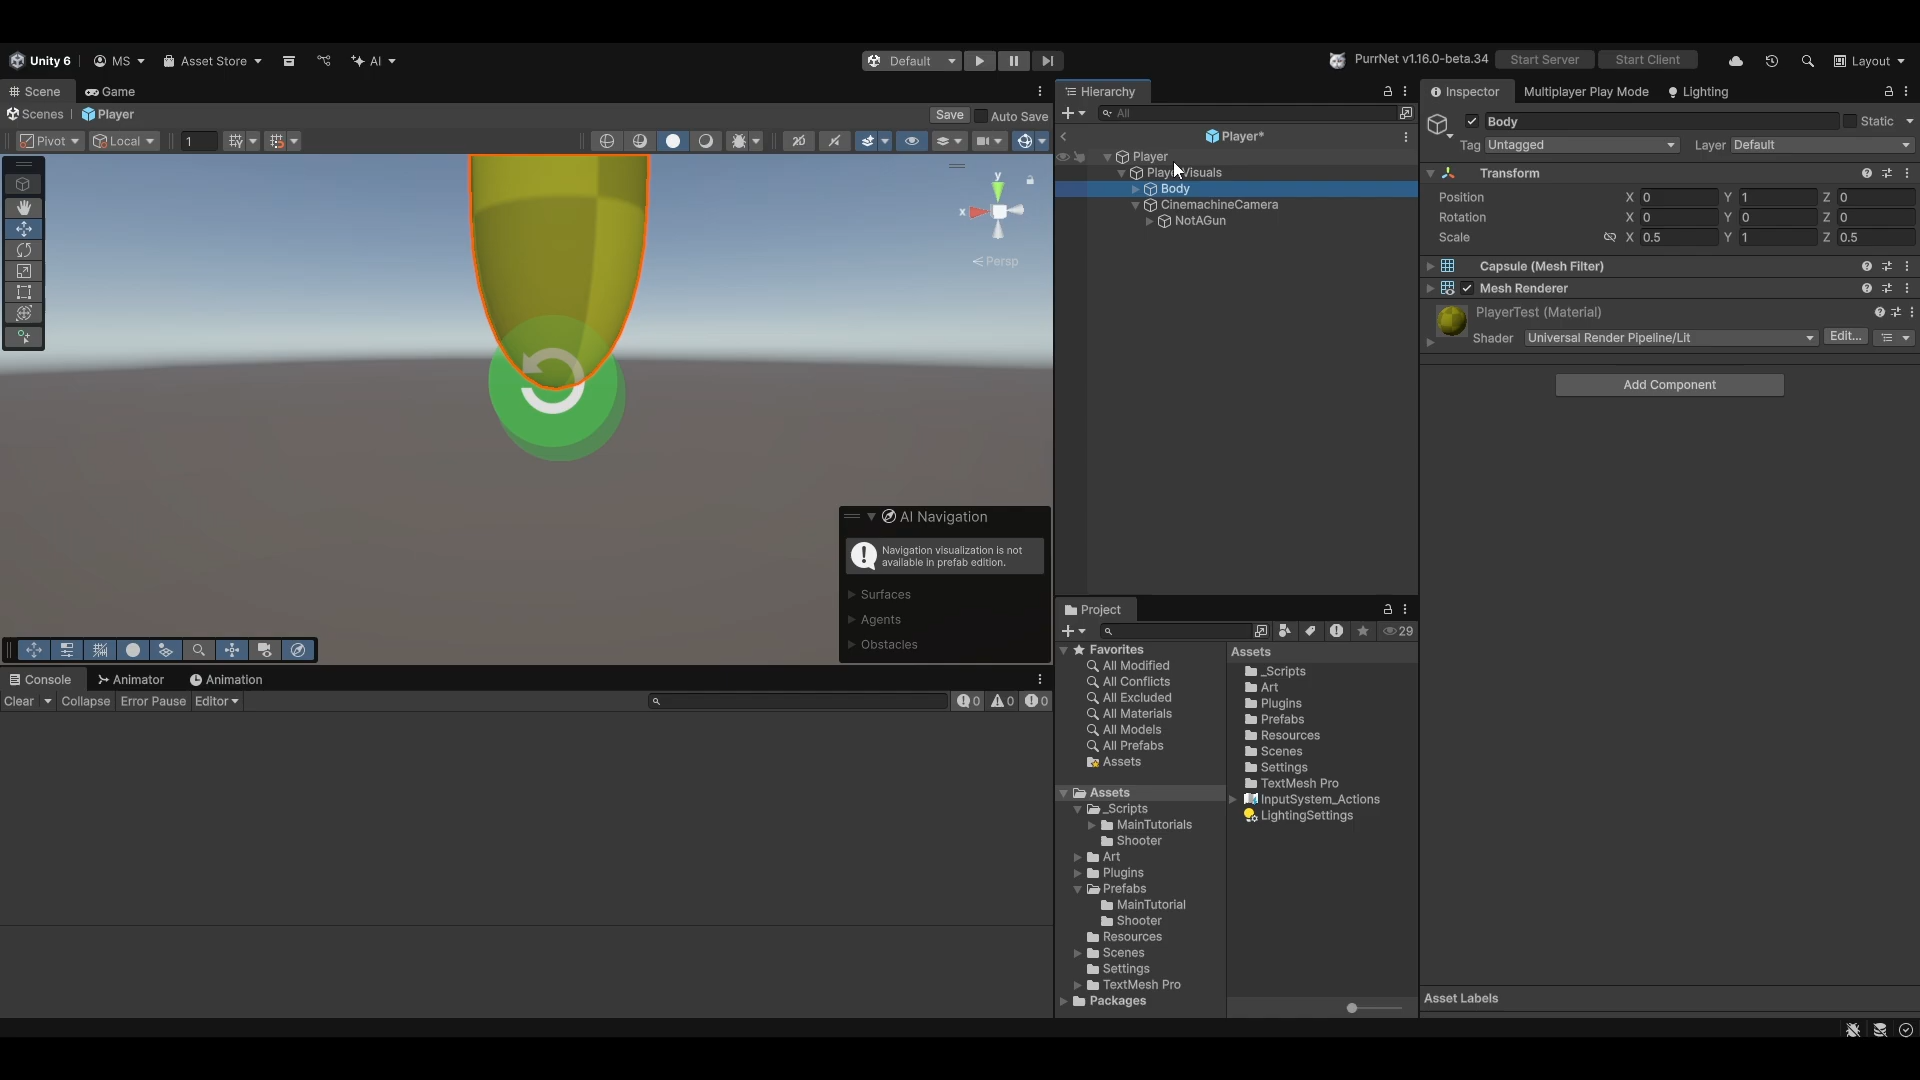 Unity 6
MS
Asset Store
AI
Default
PurrNet v1.16.0-beta.34
Start Server
Start Client
Layout
Scene
Game
Hierarchy
Inspector
Multiplayer Play Mode
Lighting
Scenes
Player
Save
Auto Save
All
Body
Static
Pivot
Local
1
2D
Player*
Tag
Untagged
Layer
Default
Player
PlayerVisuals
Body
CinemachineCamera
NotAGun
Transform
Position
X 0
Y 1
Z 0
Rotation
X 0
Y 0
Z 0
Scale
X 0.5
Y 1
Z 0.5
Capsule (Mesh Filter)
Mesh Renderer
PlayerTest (Material)
Shader
Universal Render Pipeline/Lit
Edit...
Add Component
y
x
Persp
AI Navigation
Navigation visualization is not
available in prefab edition.
Surfaces
Agents
Obstacles
Project
29
Favorites
All Modified
All Conflicts
All Excluded
All Materials
All Models
All Prefabs
Assets
Assets
_Scripts
MainTutorials
Shooter
Art
Plugins
Prefabs
MainTutorial
Shooter
Resources
Scenes
Settings
TextMesh Pro
Packages
Assets
_Scripts
Art
Plugins
Prefabs
Resources
Scenes
Settings
TextMesh Pro
InputSystem_Actions
LightingSettings
Console
Animator
Animation
Clear
Collapse
Error Pause
Editor
0
0
0
Asset Labels